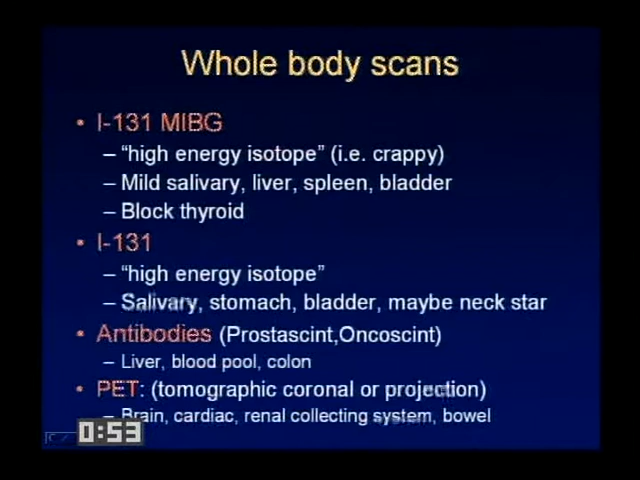 Whole body scans
• I-131 MIBG
– “high energy isotope” (i.e. crappy)
– Mild salivary, liver, spleen, bladder
– Block thyroid
• I-131
– “high energy isotope”
– Salivary, stomach, bladder, maybe neck star
• Antibodies (Prostascint,Oncoscint)
– Liver, blood pool, colon
• PET: (tomographic coronal or projection)
– Brain, cardiac, renal collecting system, bowel
0:53